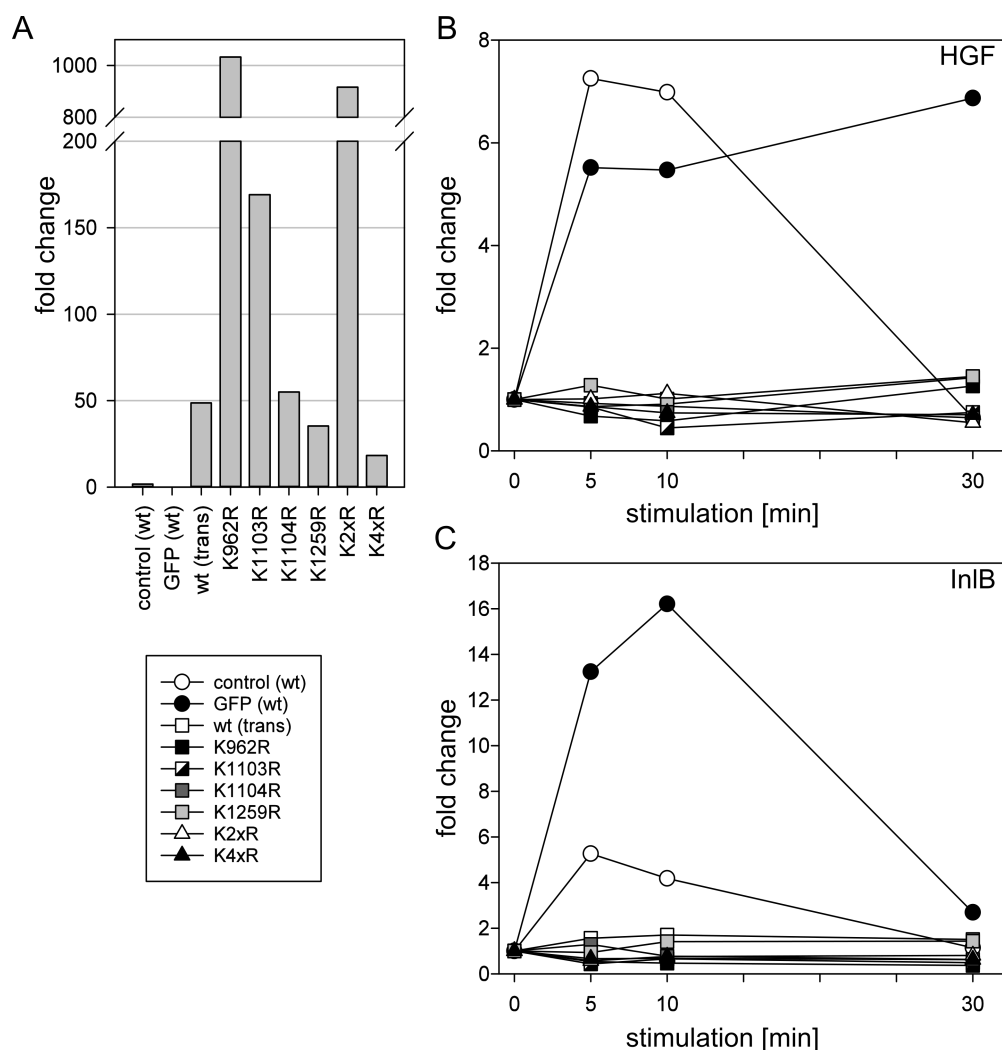 A
1000
800
200
150
100
50
0
fold change
control (wt)
GFP (wt)
wt (trans)
K962R
K1103R
K1104R
K1259R
K2xR
K4xR
control (wt)
GFP (wt)
wt (trans)
K962R
K1103R
K1104R
K1259R
K2xR
K4xR
B
HGF
8
6
4
2
0
fold change
0 5 10 30
stimulation [min]
C
InlB
18
16
14
12
10
8
6
4
2
0
fold change
0 5 10 30
stimulation [min]